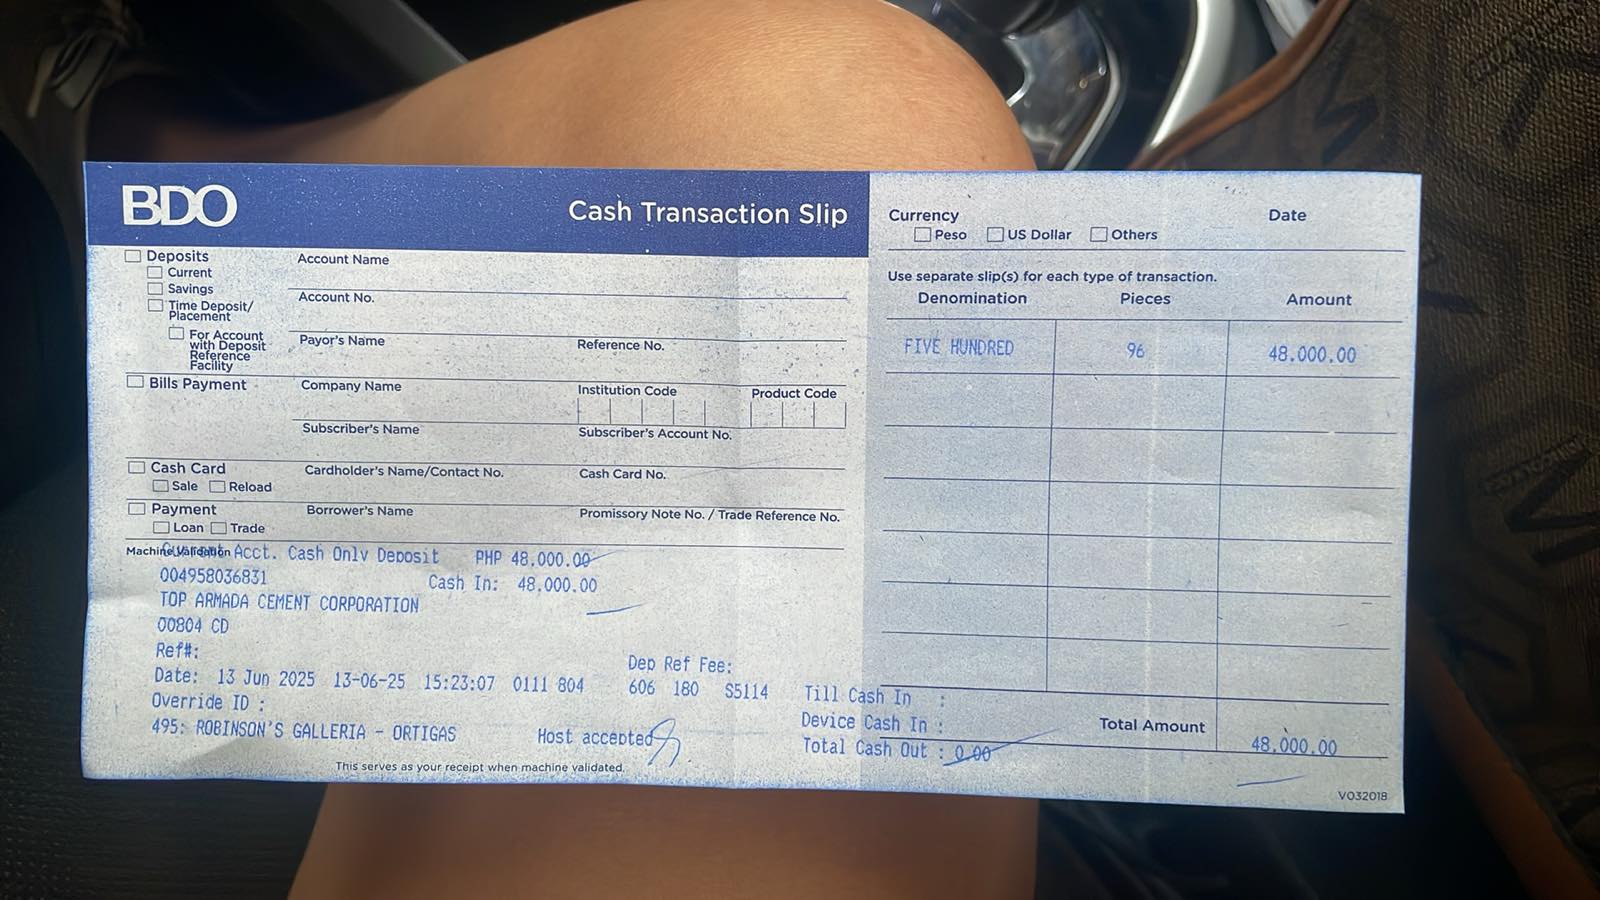 BDO
Cash Transaction Slip
Currency
Date
Peso US Dollar Others
Deposits
Current
Savings
Time Deposit/
Placement
For Account
with Deposit
Reference
Facility
Account Name
Account No.
Payor's Name Reference No.
Bills Payment
Company Name Institution Code Product Code
Subscriber's Name Subscriber's Account No.
Cash Card
Sale Reload
Cardholder's Name/Contact No. Cash Card No.
Payment
Loan Trade
Borrower's Name Promissory Note No. / Trade Reference No.
Use separate slip(s) for each type of transaction.
Denomination Pieces Amount
FIVE HUNDRED 96 48,000.00
Machine Validation
Acct. Cash Only Deposit PHP 48,000.00
004958036831 Cash In: 48,000.00
TOP ARMADA CEMENT CORPORATION
00804 CD
Ref#:
Dep Ref Fee:
Date: 13 Jun 2025 13-06-25 15:23:07 0111 804 606 180 S5114 Till Cash In :
Override ID : Device Cash In :
495: ROBINSON'S GALLERIA - ORTIGAS Host accepted Total Cash Out : 0.00
Total Amount 48,000.00
This serves as your receipt when machine validated.
V032018